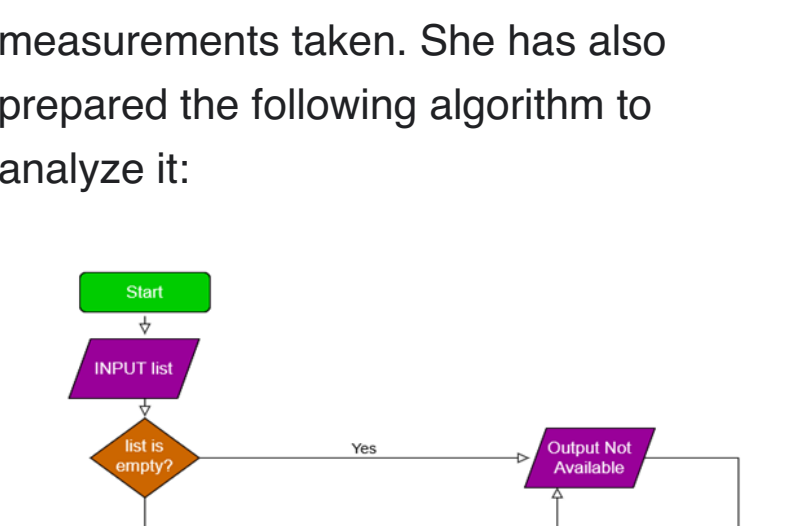 measurements taken. She has also
prepared the following algorithm to
analyze it:
Start
INPUT list
list is
empty?
Yes
Output Not
Available